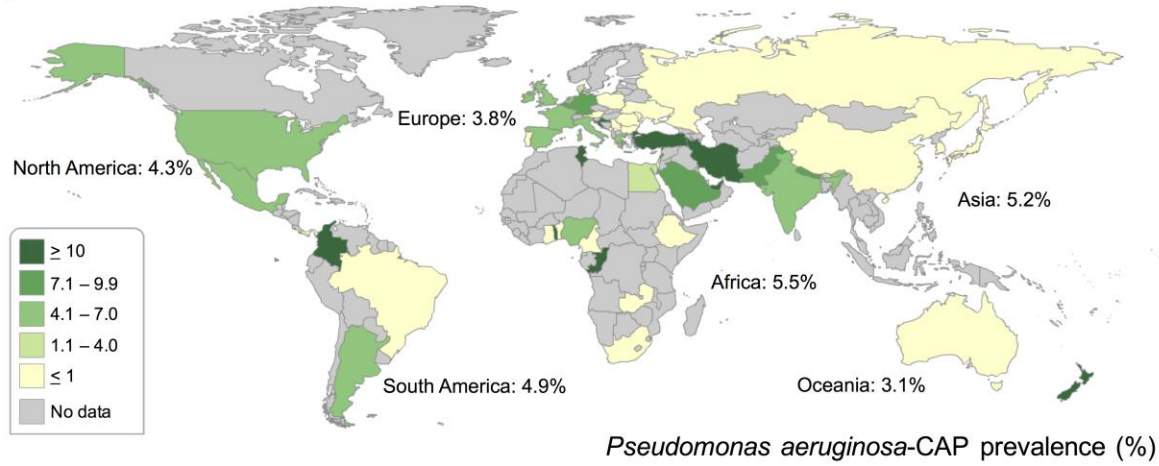 Europe: 3.8%
North America: 4.3%
Asia: 5.2%
≥ 10
7.1 – 9.9
4.1 – 7.0
1.1 – 4.0
≤ 1
No data
Africa: 5.5%
South America: 4.9%
Oceania: 3.1%
Pseudomonas aeruginosa-CAP prevalence (%)